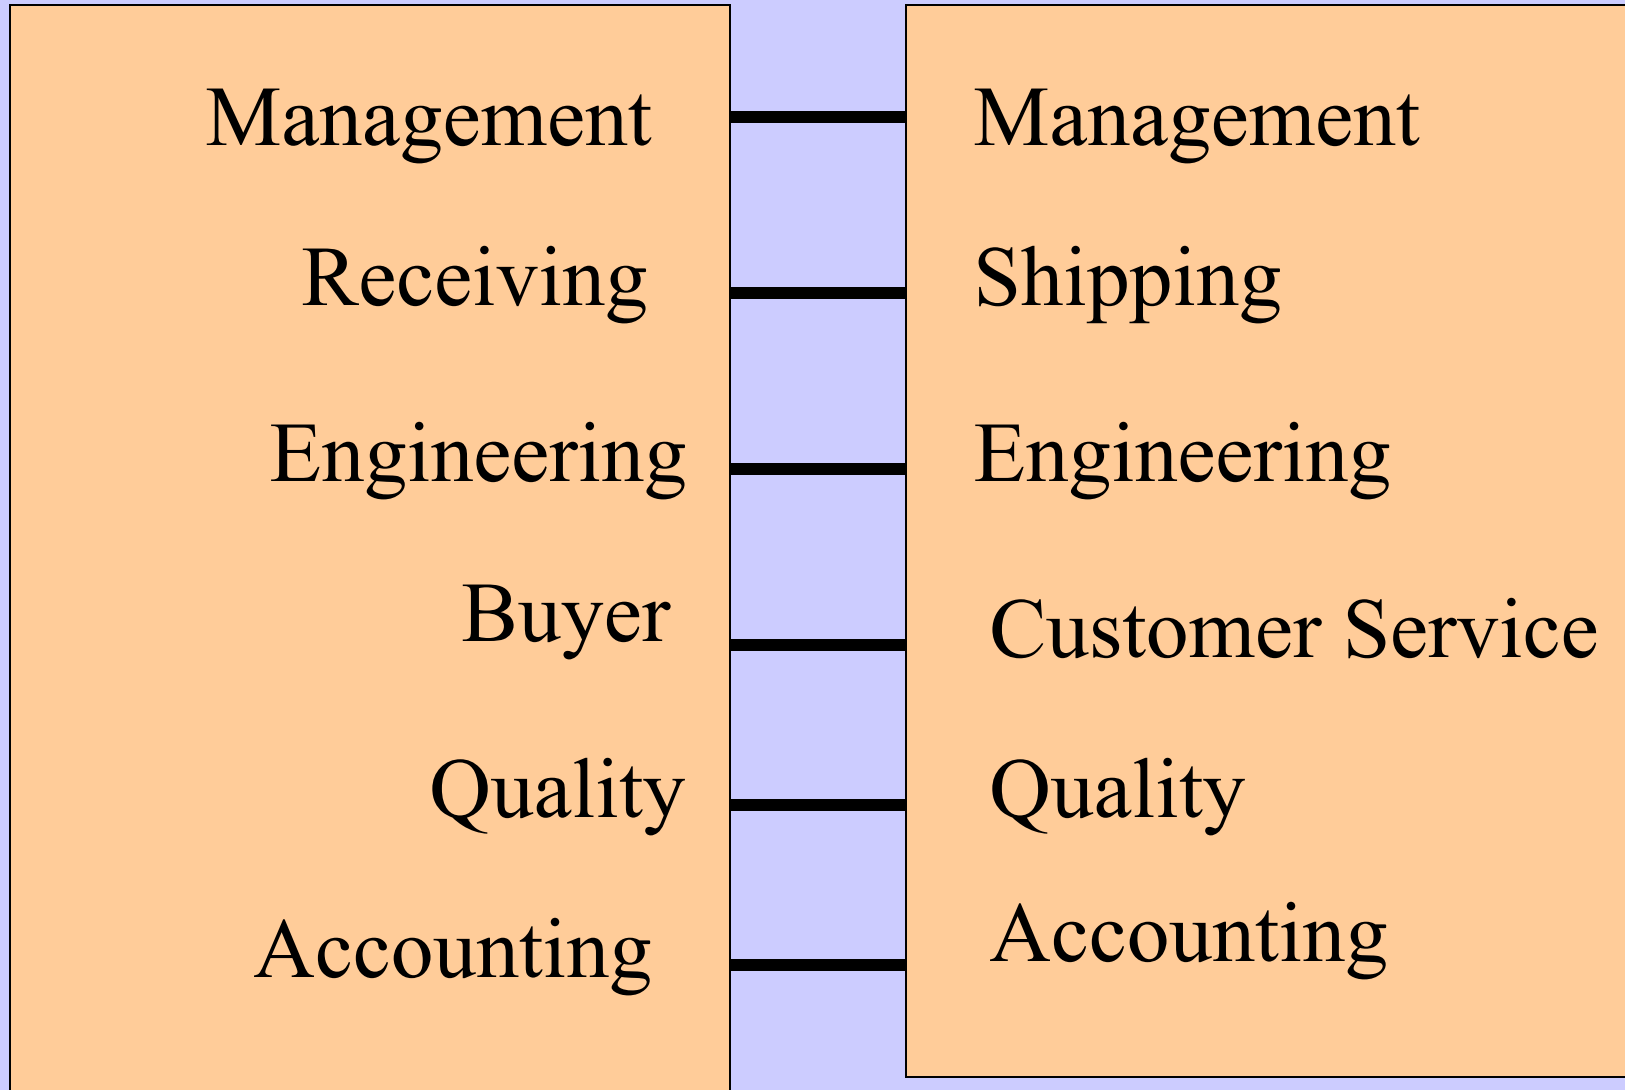 Management
Receiving
Engineering
Buyer
Quality
Accounting
Management
Shipping
Engineering
Customer Service
Quality
Accounting